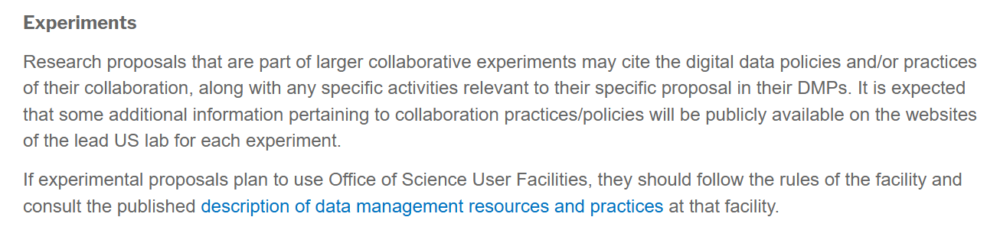 Experiments
Research proposals that are part of larger collaborative experiments may cite the digital data policies and/or practices
of their collaboration, along with any specific activities relevant to their specific proposal in their DMPs. It is expected
that some additional information pertaining to collaboration practices/policies will be publicly available on the websites
of the lead US lab for each experiment.
If experimental proposals plan to use Office of Science User Facilities, they should follow the rules of the facility and
consult the published description of data management resources and practices at that facility.